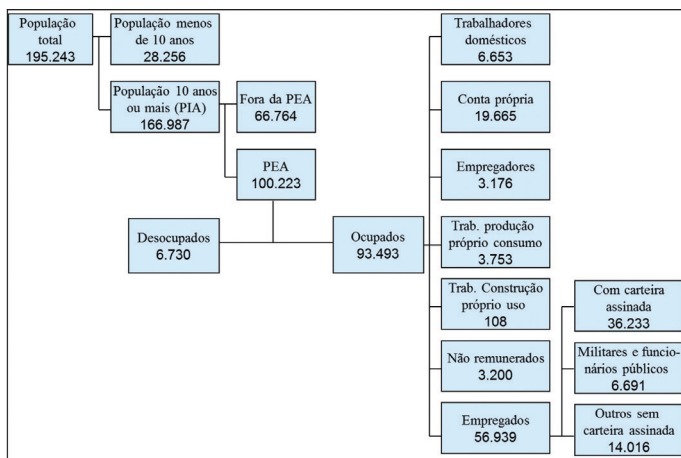 População
total
195.243
População menos
de 10 anos
28.256
População 10 anos
ou mais (PIA)
166.987
Fora da PEA
66.764
PEA
100.223
Desocupados
6.730
Ocupados
93.493
Trabalhadores
domésticos
6.653
Conta própria
19.665
Empregadores
3.176
Trab. produção
próprio consumo
3.753
Trab. Construção
próprio uso
108
Não remunerados
3.200
Empregados
56.939
Com carteira
assinada
36.233
Militares e funcio-
nários públicos
6.691
Outros sem
carteira assinada
14.016